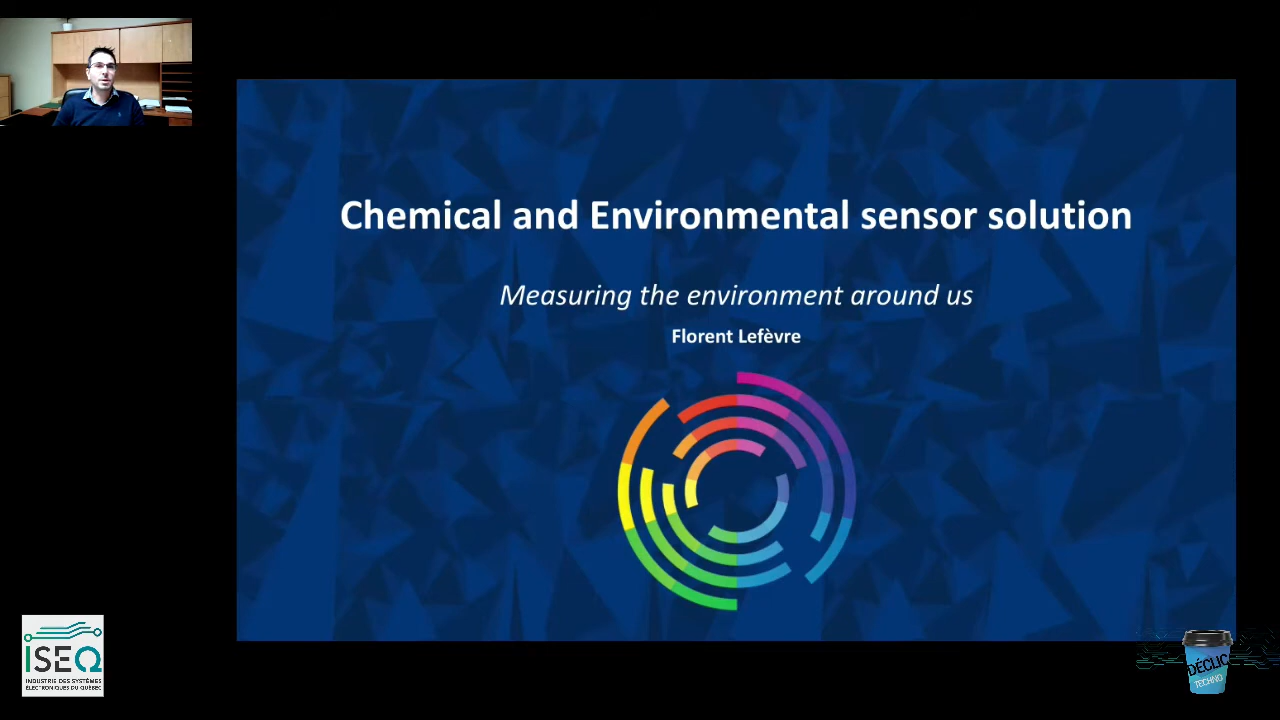 Chemical and Environmental sensor solution
Measuring the environment around us
Florent Lefèvre
ISEQ
INDUSTRIE DES SYSTÈMES
ÉLECTRONIQUES DU QUÉBEC
DÉCLIC
TECHNO